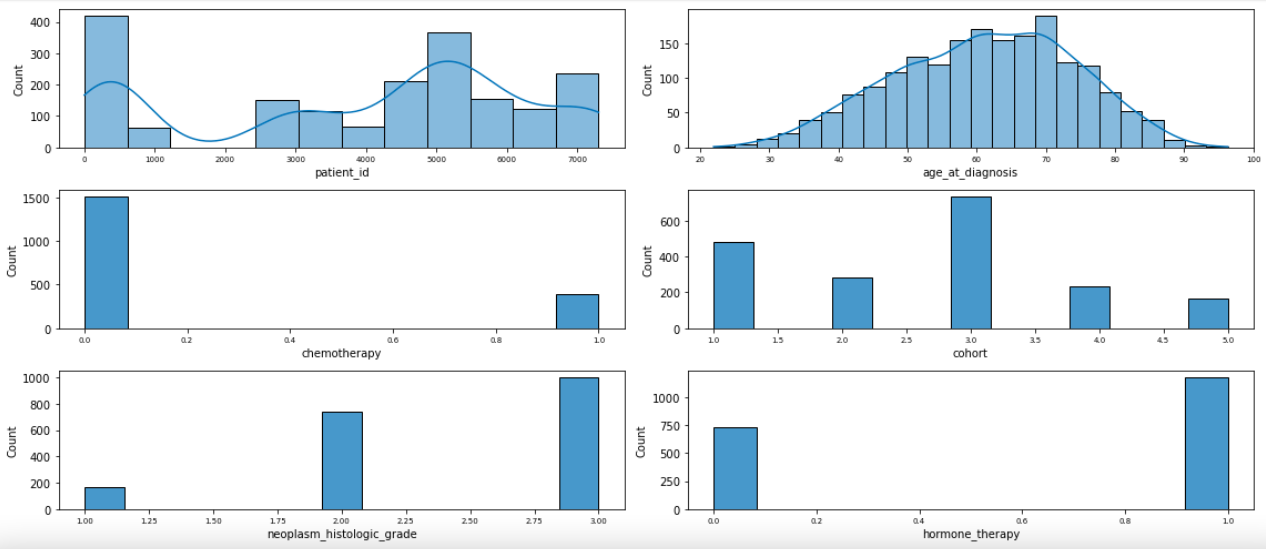 400
300
200
100
0
Count
0 1000 2000 3000 4000 5000 6000 7000
patient_id
150
100
50
0
Count
20 30 40 50 60 70 80 90 100
age_at_diagnosis
1500
1000
500
0
Count
0.0 0.2 0.4 0.6 0.8 1.0
chemotherapy
600
400
200
0
Count
1.0 1.5 2.0 2.5 3.0 3.5 4.0 4.5 5.0
cohort
1000
800
600
400
200
0
Count
1.00 1.25 1.50 1.75 2.00 2.25 2.50 2.75 3.00
neoplasm_histologic_grade
1000
750
500
250
0
Count
0.0 0.2 0.4 0.6 0.8 1.0
hormone_therapy